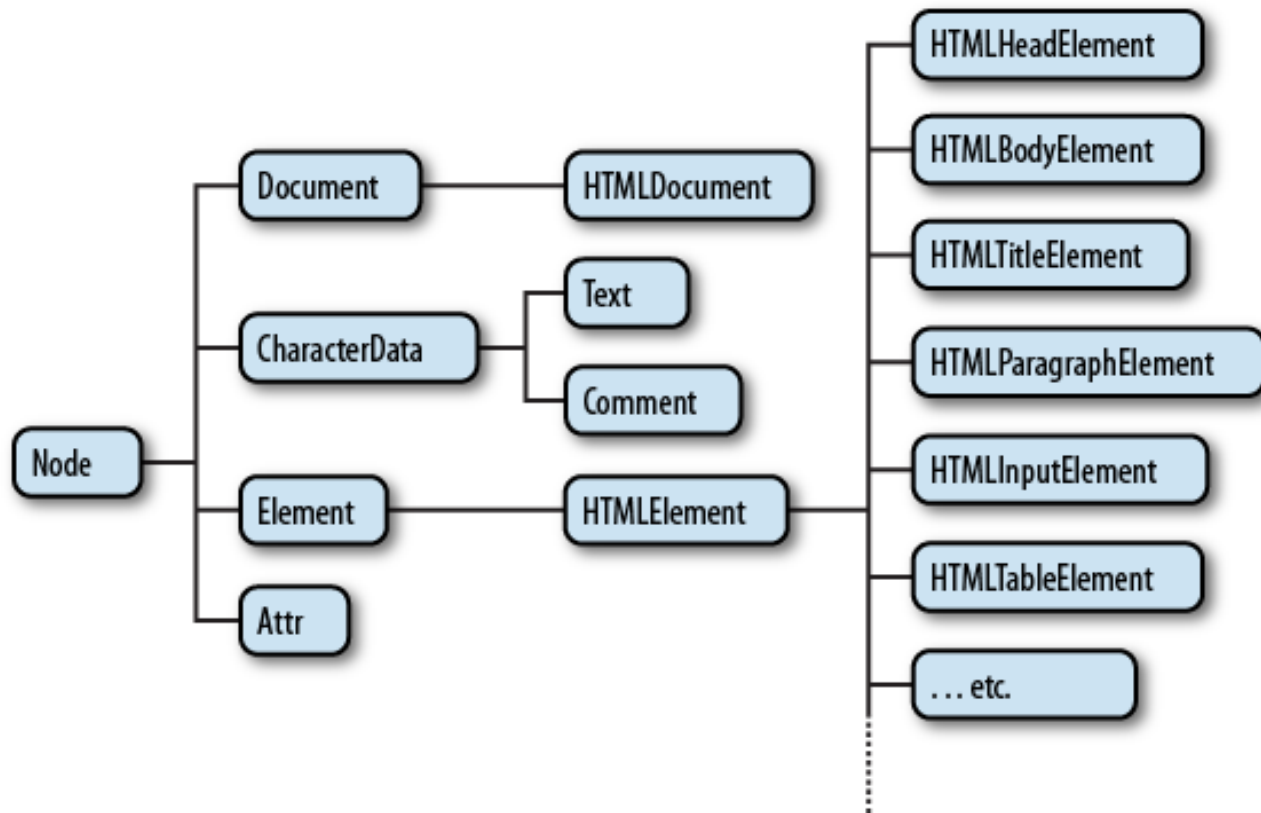 HTMLHeadElement
HTMLBodyElement
Document
HTMLDocument
HTMLTitleElement
Text
CharacterData
HTMLParagraphElement
Comment
Node
HTMLInputElement
Element
HTMLElement
HTMLTableElement
Attr
. . . etc.